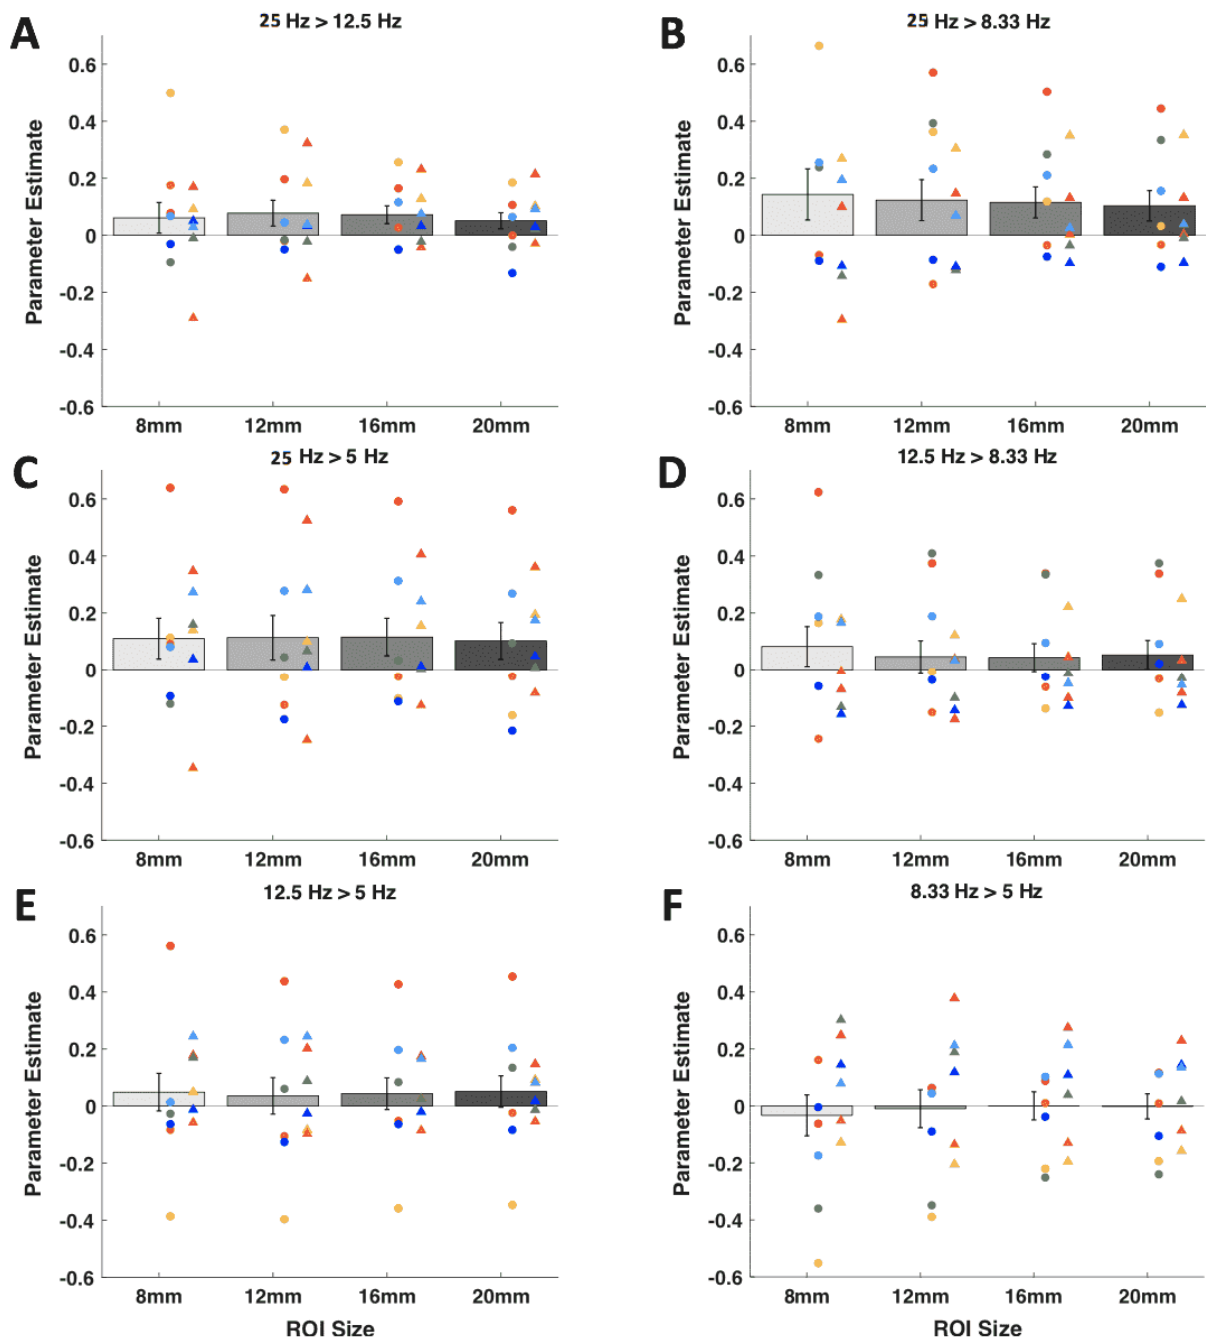 A
25 Hz > 12.5 Hz
Parameter Estimate
0.6
0.4
0.2
0
-0.2
-0.4
-0.6
8mm 12mm 16mm 20mm
B
25 Hz > 8.33 Hz
Parameter Estimate
0.6
0.4
0.2
0
-0.2
-0.4
-0.6
8mm 12mm 16mm 20mm
C
25 Hz > 5 Hz
Parameter Estimate
0.6
0.4
0.2
0
-0.2
-0.4
-0.6
8mm 12mm 16mm 20mm
D
12.5 Hz > 8.33 Hz
Parameter Estimate
0.6
0.4
0.2
0
-0.2
-0.4
-0.6
8mm 12mm 16mm 20mm
E
12.5 Hz > 5 Hz
Parameter Estimate
0.6
0.4
0.2
0
-0.2
-0.4
-0.6
8mm 12mm 16mm 20mm
ROI Size
F
8.33 Hz > 5 Hz
Parameter Estimate
0.6
0.4
0.2
0
-0.2
-0.4
-0.6
8mm 12mm 16mm 20mm
ROI Size